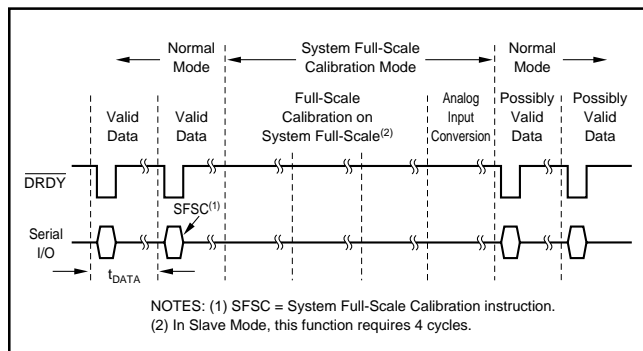 Normal
Mode
System Full-Scale
Calibration Mode
Normal
Mode
Valid
Data
Valid
Data
Full-Scale
Calibration on
System Full-Scale(2)
Analog
Input
Conversion
Possibly
Valid
Data
Possibly
Valid
Data
DRDY
SFSC(1)
Serial
I/O
tDATA
NOTES: (1) SFSC = System Full-Scale Calibration instruction.
(2) In Slave Mode, this function requires 4 cycles.